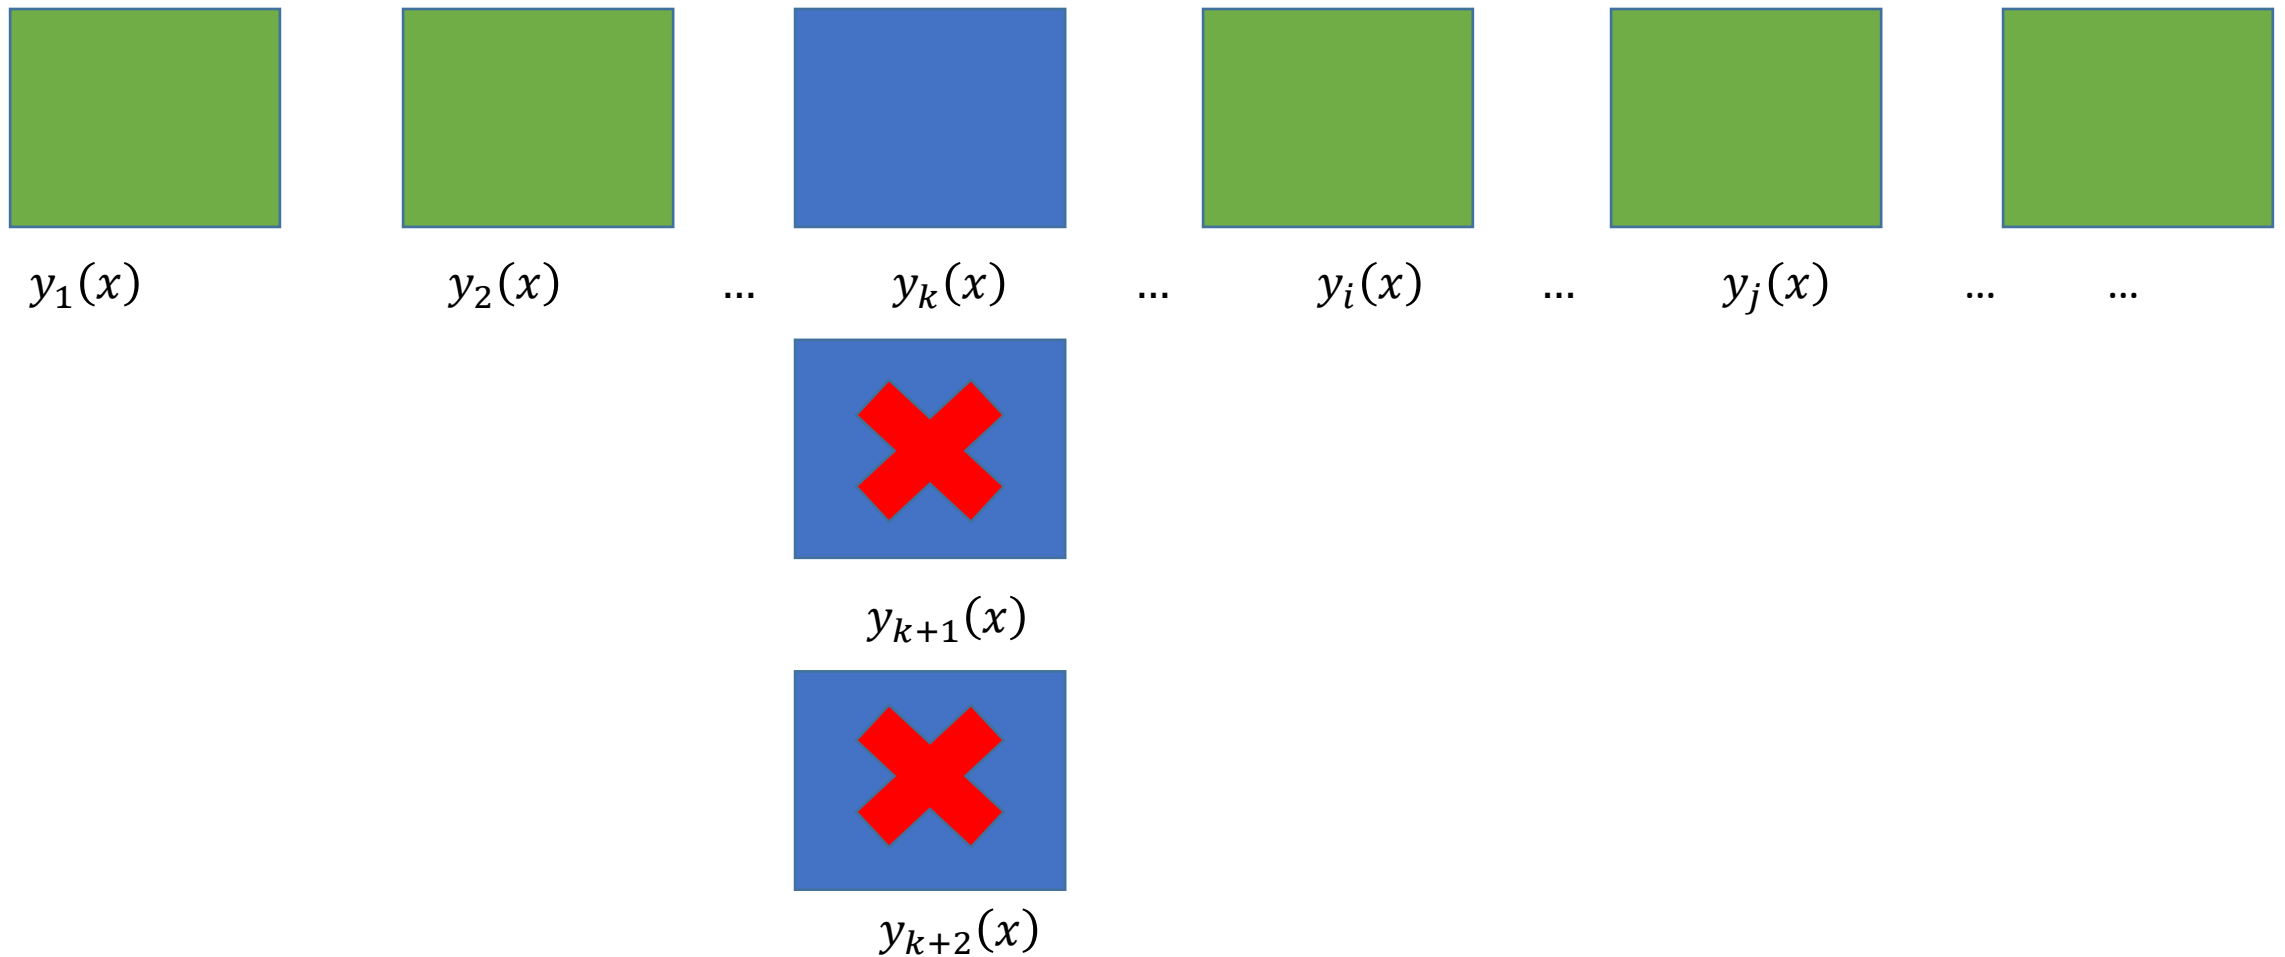 y₁(x) y₂(x) ... yₖ(x) ... yᵢ(x) ... yⱼ(x) ... ...
yₖ₊₁(x)
yₖ₊₂(x)